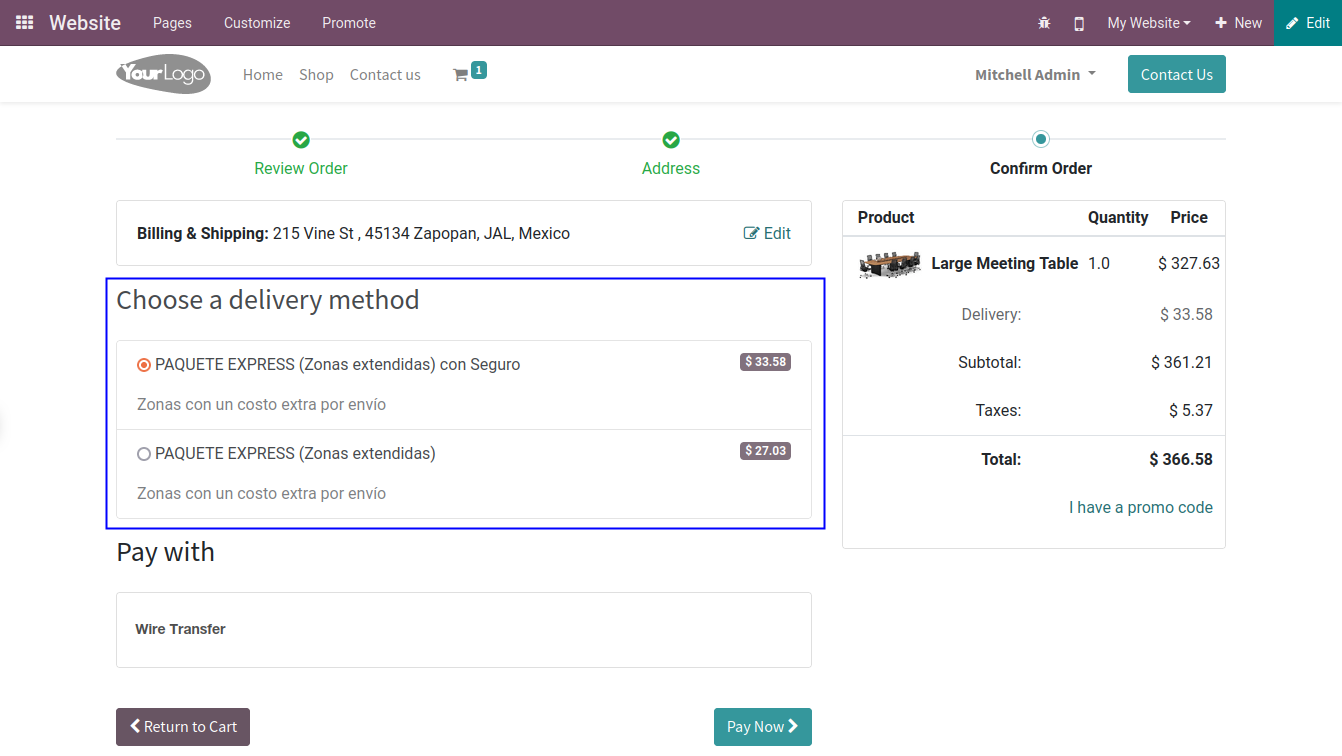 Website Pages Customize Promote My Website New Edit
YourLogo Home Shop Contact us 1 Mitchell Admin Contact Us
Review Order Address Confirm Order
Billing & Shipping: 215 Vine St , 45134 Zapopan, JAL, Mexico Edit
Choose a delivery method
PAQUETE EXPRESS (Zonas extendidas) con Seguro $ 33.58
Zonas con un costo extra por envío
PAQUETE EXPRESS (Zonas extendidas) $ 27.03
Zonas con un costo extra por envío
Pay with
Wire Transfer
Return to Cart Pay Now
Product Quantity Price
Large Meeting Table 1.0 $ 327.63
Delivery: $ 33.58
Subtotal: $ 361.21
Taxes: $ 5.37
Total: $ 366.58
I have a promo code